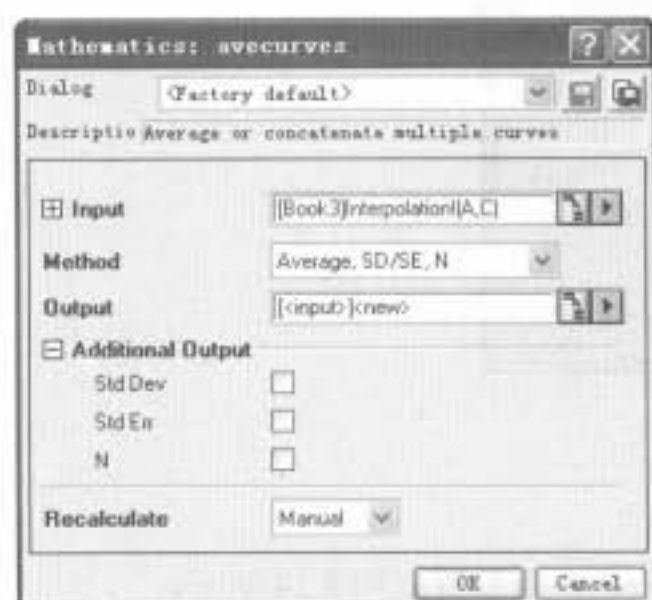 Mathematics: avecurves
Dialog <Factory default>
Descriptio Average or concatenate multiple curves
Input [Book3]Interpolation!(A,C)
Method Average, SD/SE, N
Output [<input>]<new>
Additional Output
Std Dev
Std Err
N
Recalculate Manual
OK Cancel